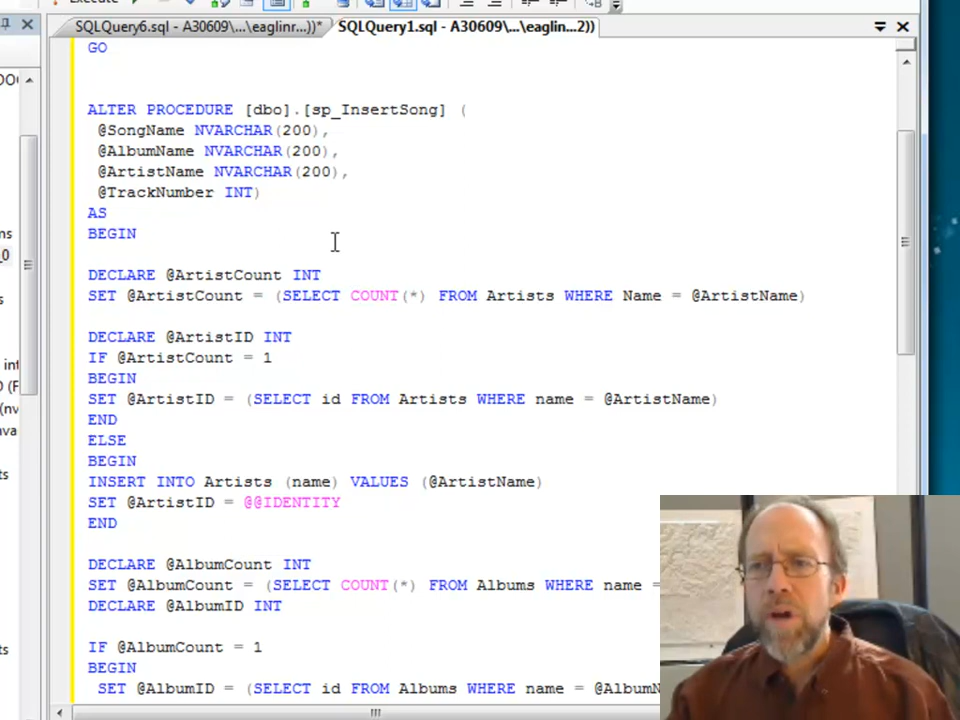 Execute
SQLQuery6.sql - A30609\...\eaglinr...))* SQLQuery1.sql - A30609\...\eaglin...2))
GO
ALTER PROCEDURE [dbo].[sp_InsertSong] (
@SongName NVARCHAR(200),
@AlbumName NVARCHAR(200),
@ArtistName NVARCHAR(200),
@TrackNumber INT)
AS
BEGIN
DECLARE @ArtistCount INT
SET @ArtistCount = (SELECT COUNT(*) FROM Artists WHERE Name = @ArtistName)
DECLARE @ArtistID INT
IF @ArtistCount = 1
BEGIN
SET @ArtistID = (SELECT id FROM Artists WHERE name = @ArtistName)
END
ELSE
BEGIN
INSERT INTO Artists (name) VALUES (@ArtistName)
SET @ArtistID = @@IDENTITY
END
DECLARE @AlbumCount INT
SET @AlbumCount = (SELECT COUNT(*) FROM Albums WHERE name =
DECLARE @AlbumID INT
IF @AlbumCount = 1
BEGIN
SET @AlbumID = (SELECT id FROM Albums WHERE name = @AlbumN